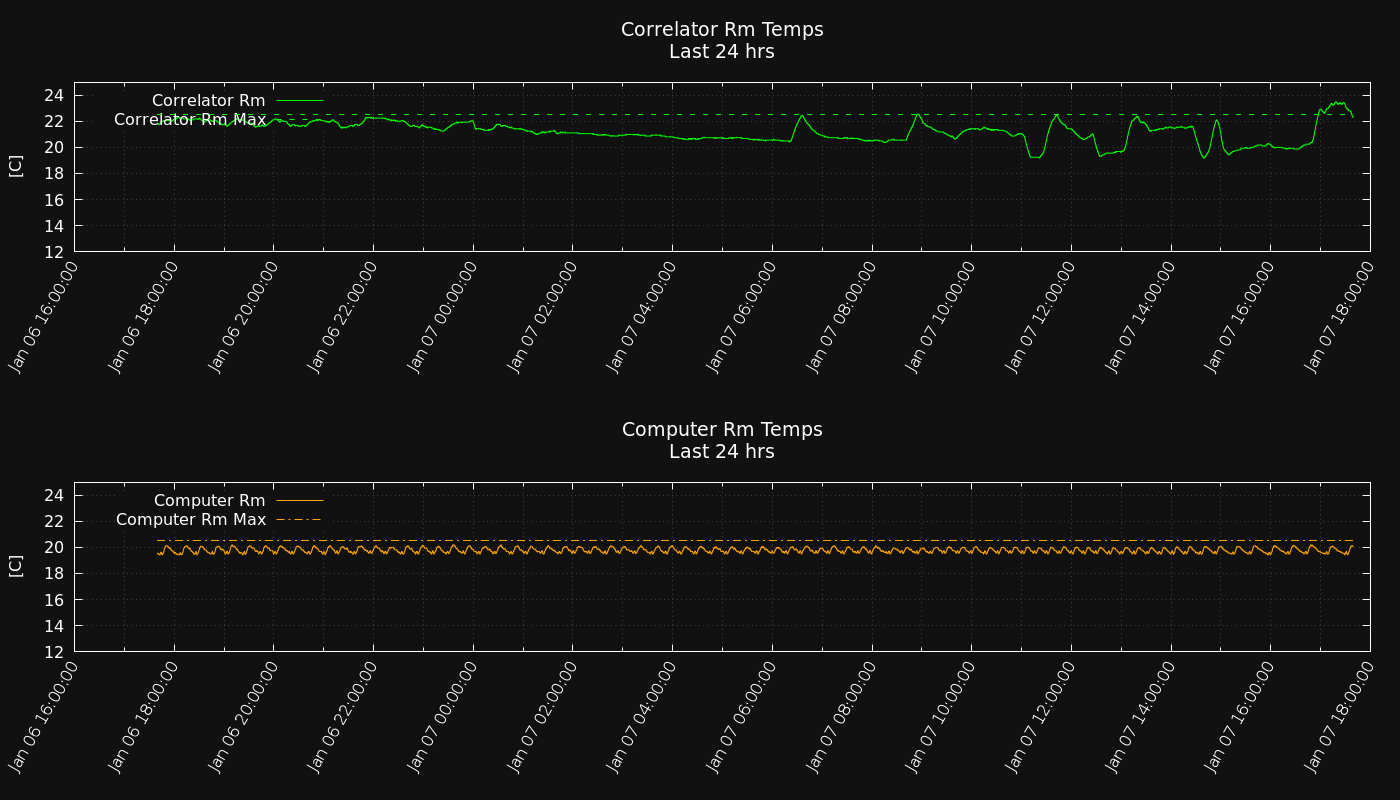 Correlator Rm Temps
Last 24 hrs
Correlator Rm
Correlator Rm Max
[C]
24
22
20
18
16
14
12
Jan 06 16:00:00
Jan 06 18:00:00
Jan 06 20:00:00
Jan 06 22:00:00
Jan 07 00:00:00
Jan 07 02:00:00
Jan 07 04:00:00
Jan 07 06:00:00
Jan 07 08:00:00
Jan 07 10:00:00
Jan 07 12:00:00
Jan 07 14:00:00
Jan 07 16:00:00
Jan 07 18:00:00
Computer Rm Temps
Last 24 hrs
Computer Rm
Computer Rm Max
[C]
24
22
20
18
16
14
12
Jan 06 16:00:00
Jan 06 18:00:00
Jan 06 20:00:00
Jan 06 22:00:00
Jan 07 00:00:00
Jan 07 02:00:00
Jan 07 04:00:00
Jan 07 06:00:00
Jan 07 08:00:00
Jan 07 10:00:00
Jan 07 12:00:00
Jan 07 14:00:00
Jan 07 16:00:00
Jan 07 18:00:00